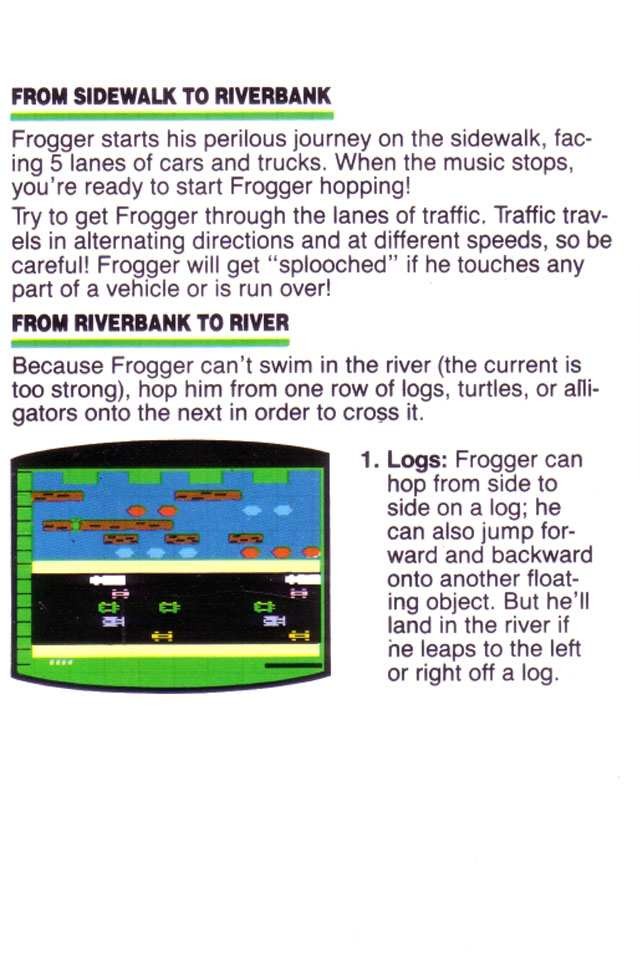 FROM SIDEWALK TO RIVERBANK
Frogger starts his perilous journey on the sidewalk, fac-
ing 5 lanes of cars and trucks. When the music stops,
you're ready to start Frogger hopping!
Try to get Frogger through the lanes of traffic. Traffic trav-
els in alternating directions and at different speeds, so be
careful! Frogger will get "splooched" if he touches any
part of a vehicle or is run over!
FROM RIVERBANK TO RIVER
Because Frogger can't swim in the river (the current is
too strong), hop him from one row of logs, turtles, or alli-
gators onto the next in order to cross it.
1. Logs: Frogger can
hop from side to
side on a log; he
can also jump for-
ward and backward
onto another float-
ing object. But he'll
land in the river if
he leaps to the left
or right off a log.